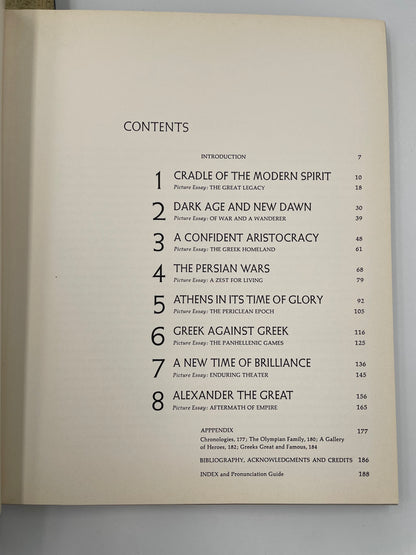 CONTENTS
INTRODUCTION 7
1 CRADLE OF THE MODERN SPIRIT 10
Picture Essay: THE GREAT LEGACY 18
2 DARK AGE AND NEW DAWN 30
Picture Essay: OF WAR AND A WANDERER 39
3 A CONFIDENT ARISTOCRACY 48
Picture Essay: THE GREEK HOMELAND 61
4 THE PERSIAN WARS 68
Picture Essay: A ZEST FOR LIVING 79
5 ATHENS IN ITS TIME OF GLORY 92
Picture Essay: THE PERICLEAN EPOCH 105
6 GREEK AGAINST GREEK 116
Picture Essay: THE PANHELLENIC GAMES 125
7 A NEW TIME OF BRILLIANCE 136
Picture Essay: ENDURING THEATER 145
8 ALEXANDER THE GREAT 156
Picture Essay: AFTERMATH OF EMPIRE 165
APPPENDIX 177
Chronologies, 177; The Olympian Family, 180; A Gallery
of Heroes, 182; Greeks Great and Famous, 184
BIBLIOGRAPHY, ACKNOWLEDGMENTS AND CREDITS 186
INDEX and Pronunciation Guide 188